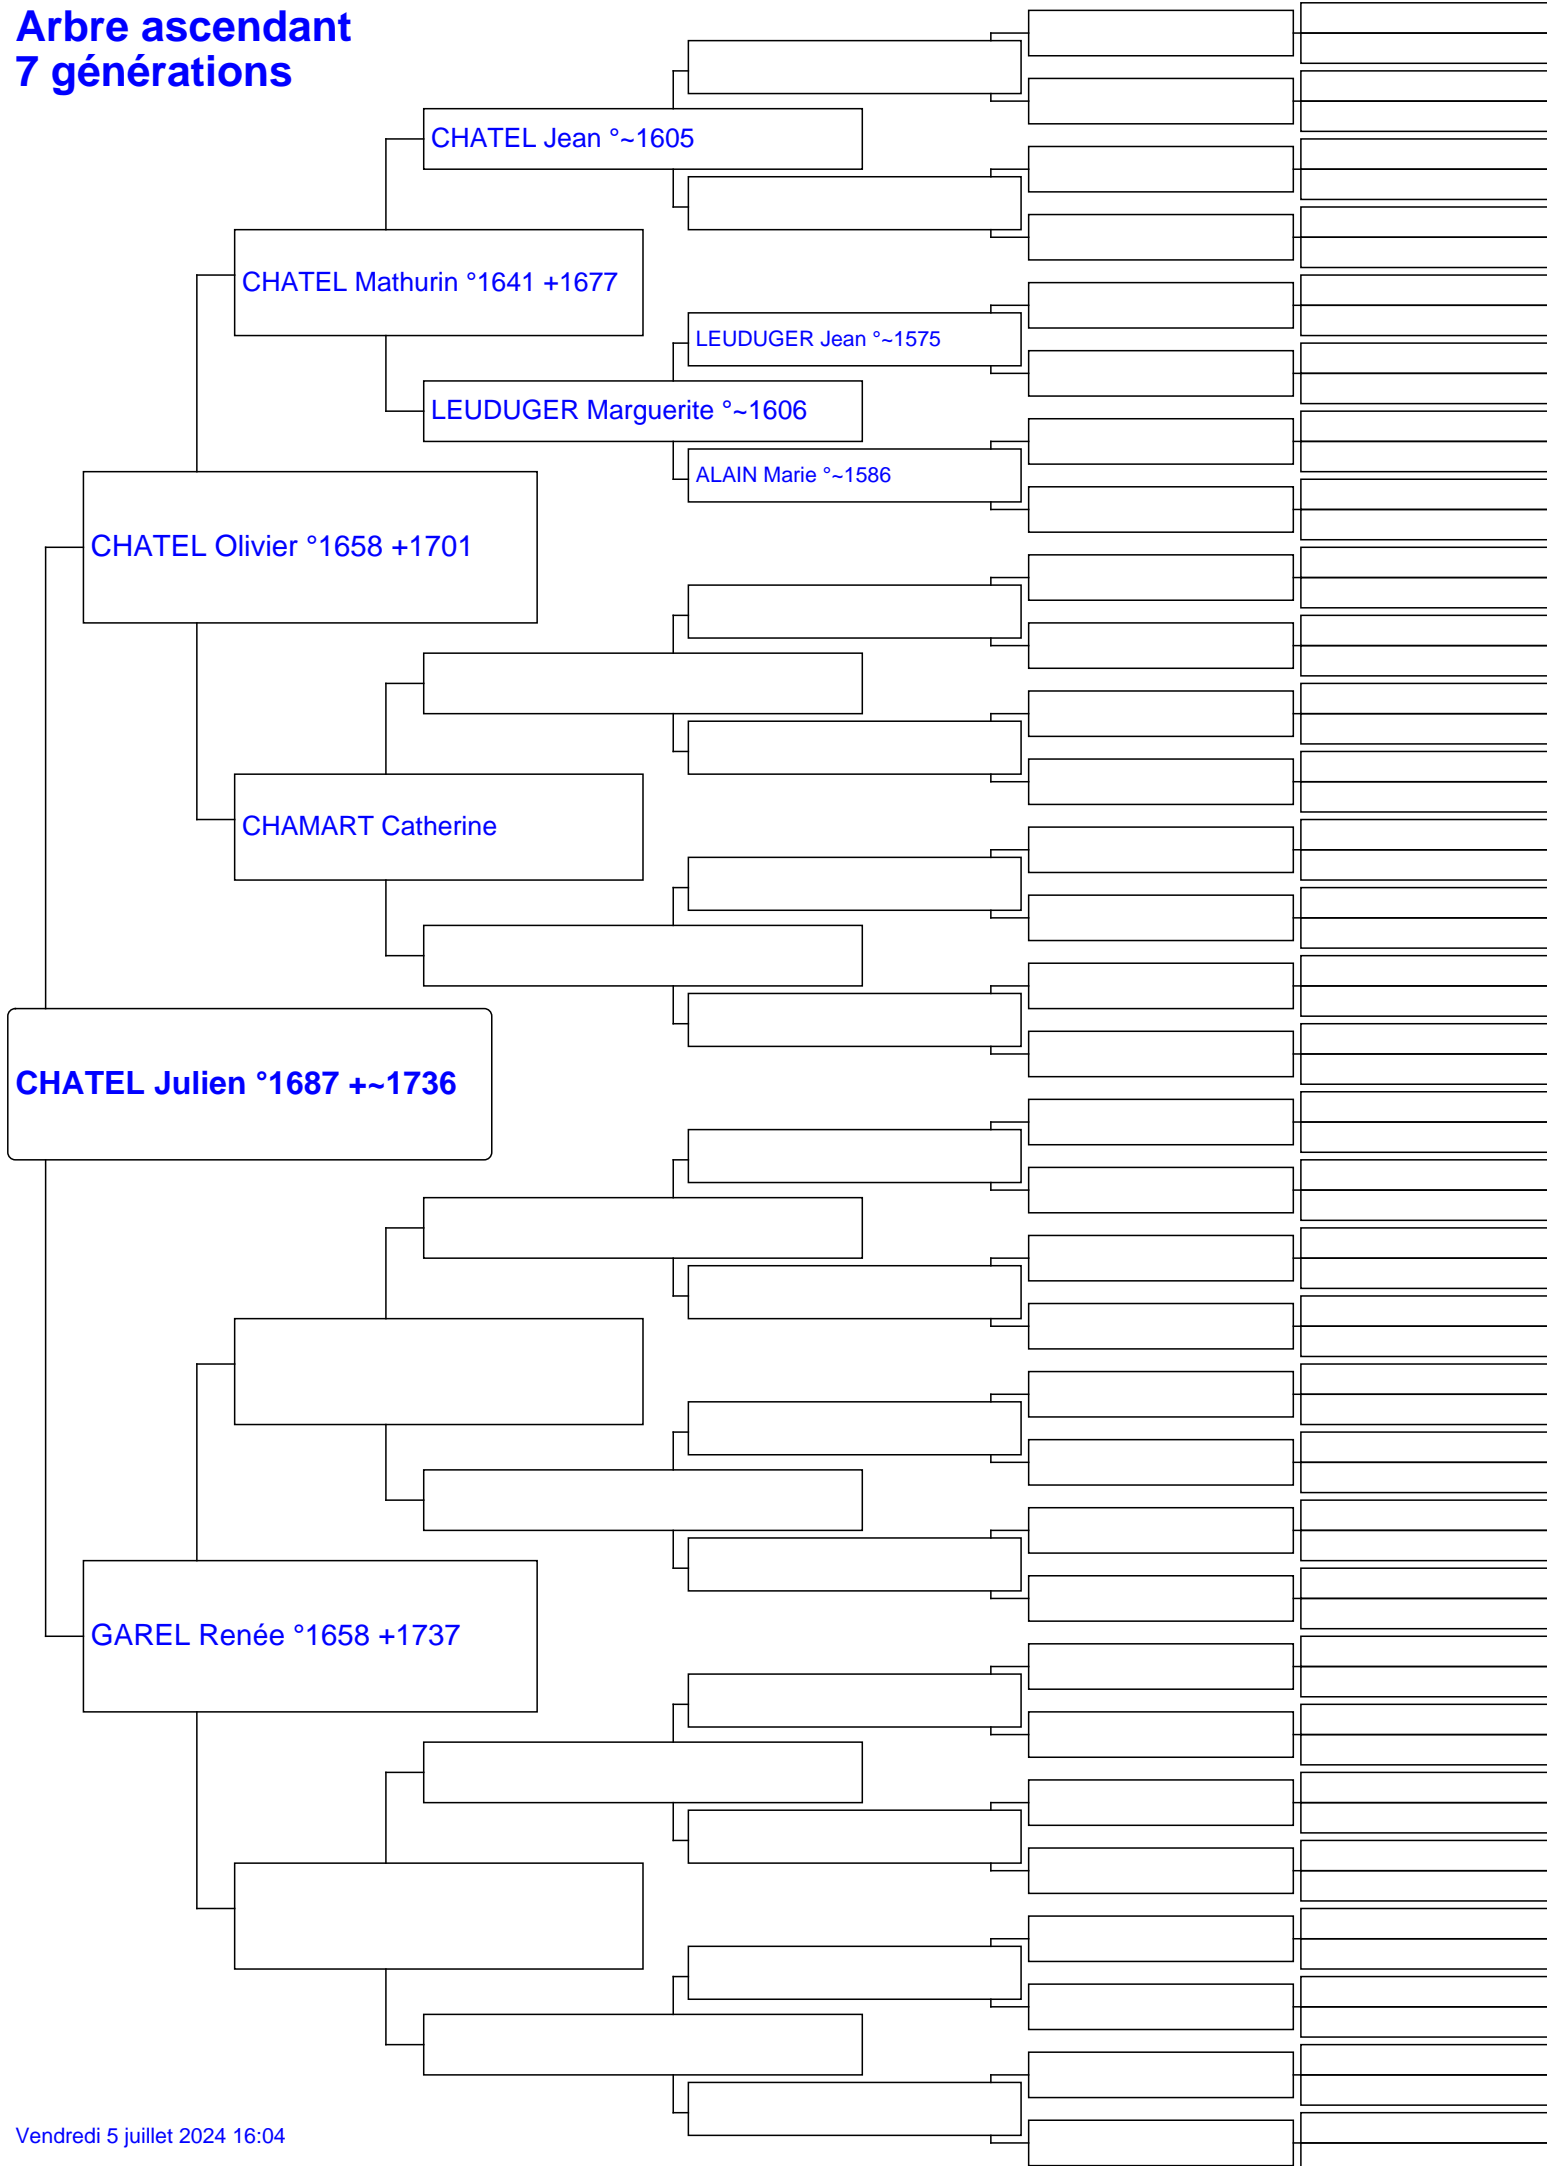 Arbre ascendant
7 générations
CHATEL Jean °~1605
CHATEL Mathurin °1641 +1677
LEUDUGER Jean °~1575
LEUDUGER Marguerite °~1606
ALAIN Marie °~1586
CHATEL Olivier °1658 +1701
CHAMART Catherine
CHATEL Julien °1687 +~1736
GAREL Renée °1658 +1737
Vendredi 5 juillet 2024 16:04